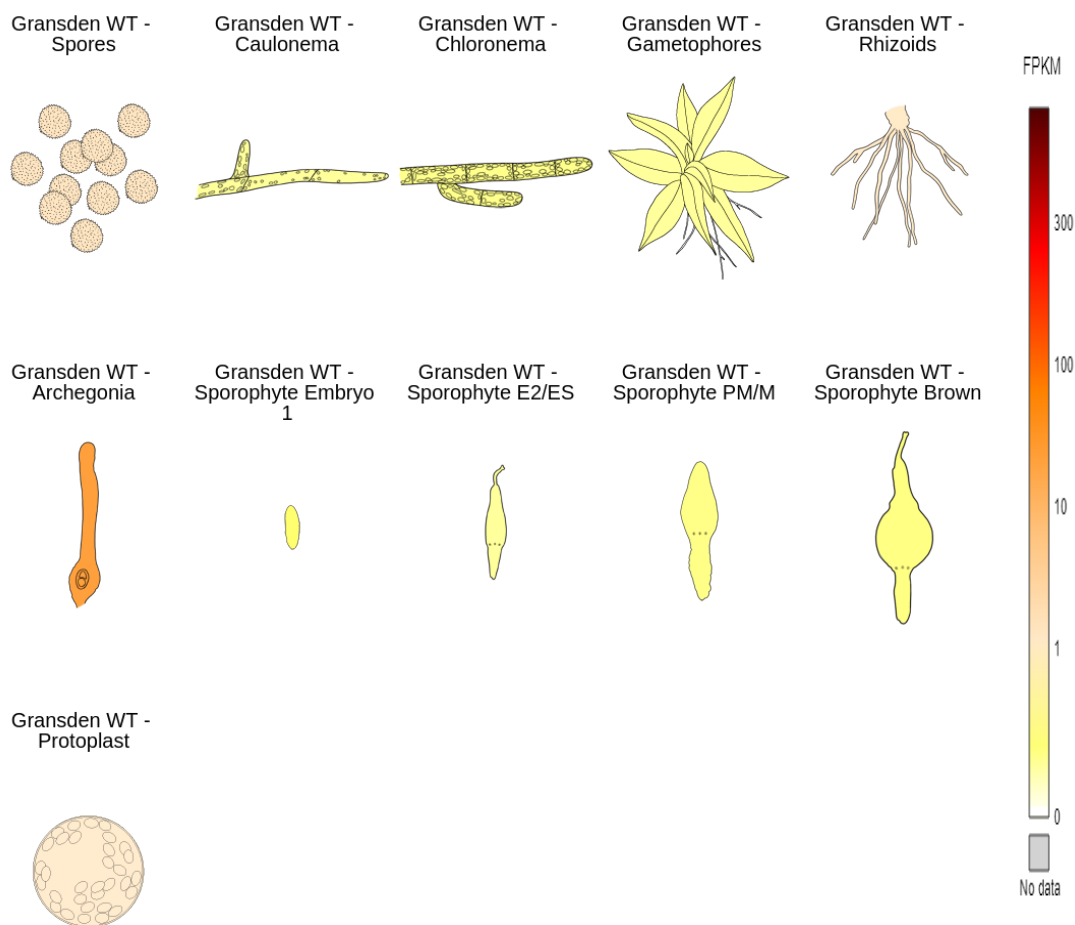 Gransden WT -
Spores
Gransden WT -
Caulonema
Gransden WT -
Chloronema
Gransden WT -
Gametophores
Gransden WT -
Rhizoids
FPKM
300
100
10
1
0
No data
Gransden WT -
Archegonia
Gransden WT -
Sporophyte Embryo
1
Gransden WT -
Sporophyte E2/ES
Gransden WT -
Sporophyte PM/M
Gransden WT -
Sporophyte Brown
Gransden WT -
Protoplast